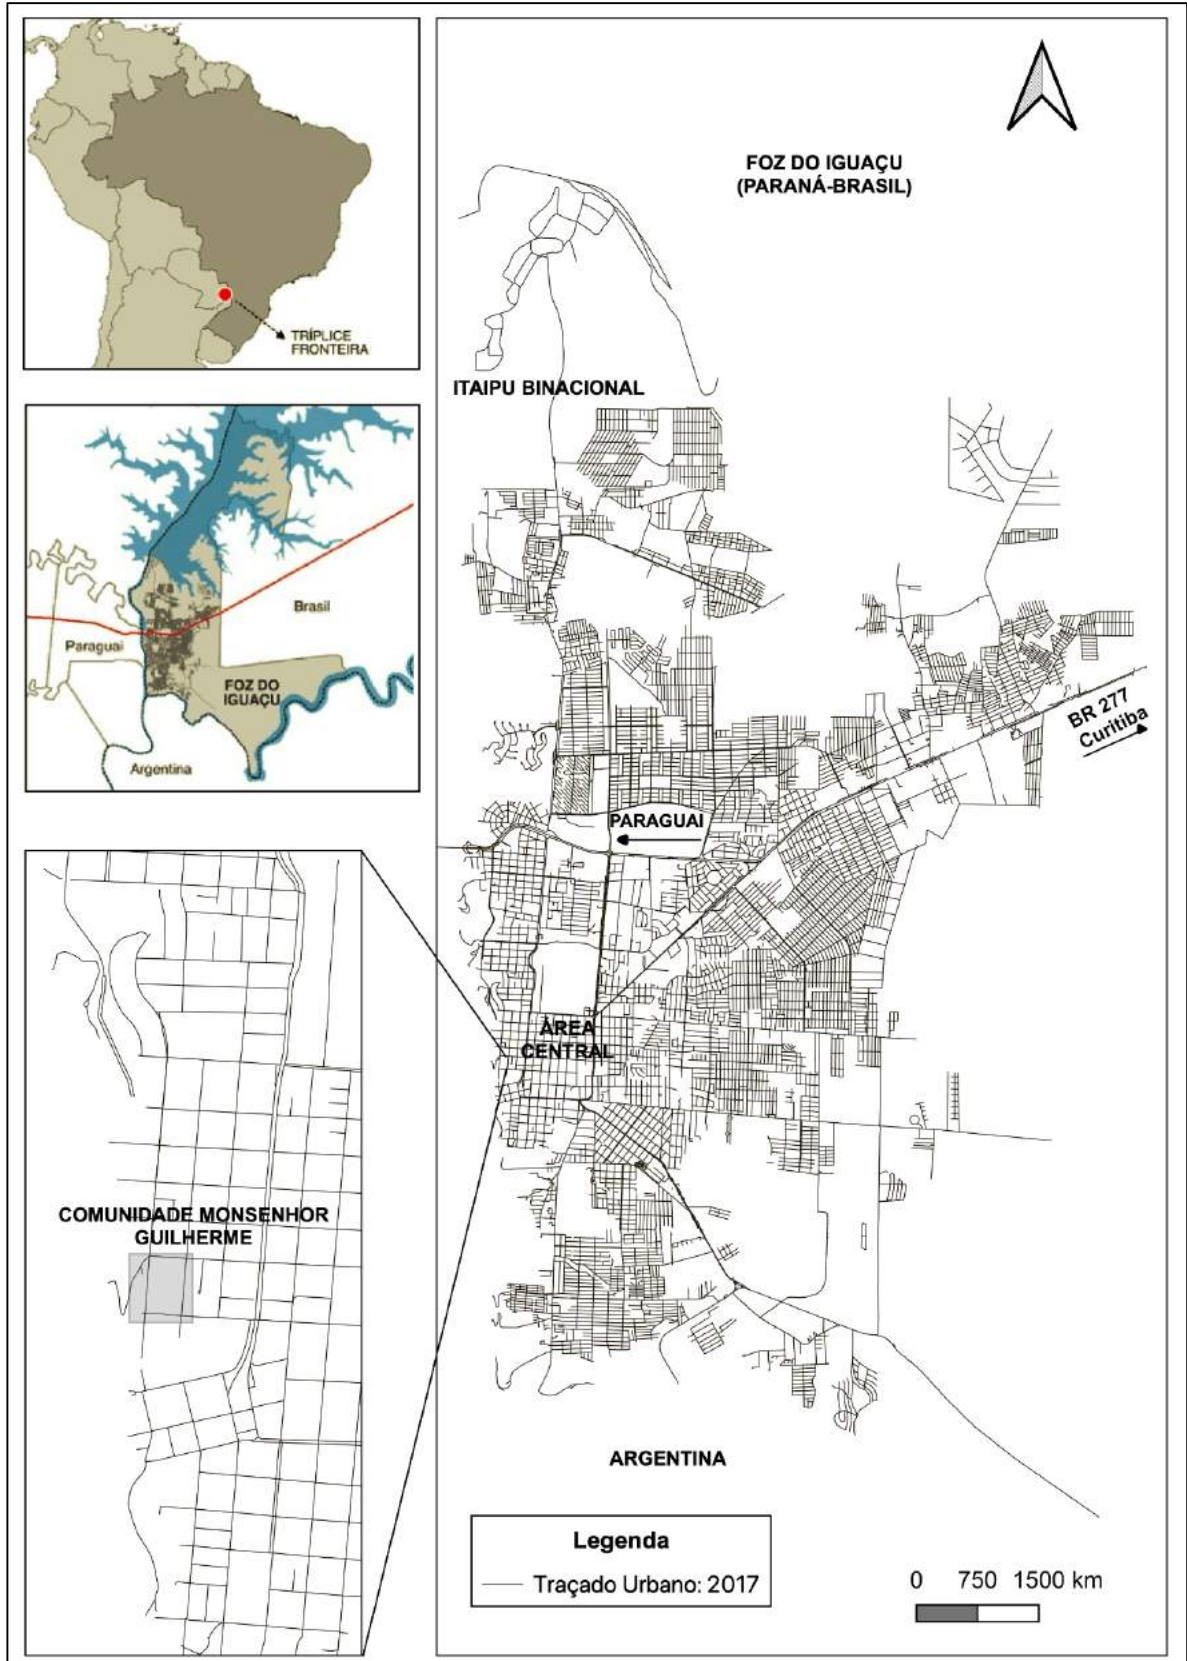 TRÍPLICE
FRONTEIRA
Brasil
Paraguai
FOZ DO
IGUAÇU
Argentina
COMUNIDADE MONSENHOR
GUILHERME
FOZ DO IGUAÇU
(PARANÁ-BRASIL)
ITAIPU BINACIONAL
BR 277
Curitiba
PARAGUAI
ÁREA
CENTRAL
ARGENTINA
Legenda
Traçado Urbano: 2017
0 750 1500 km